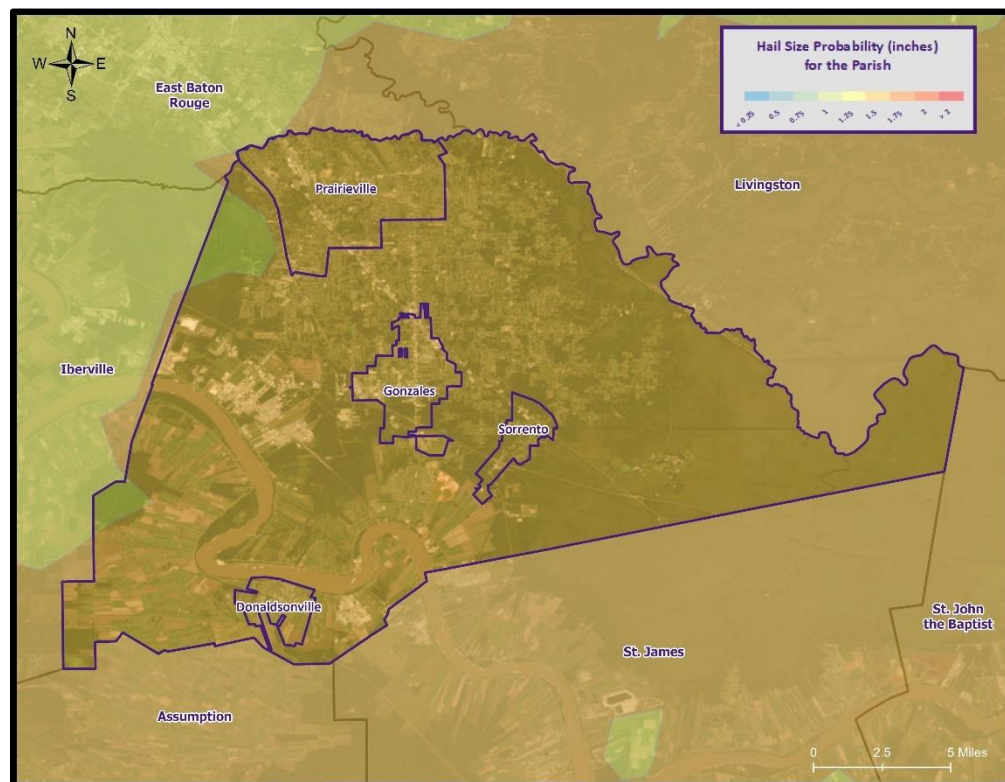 N
W E
S
Hail Size Probability (inches)
for the Parish
< 0.25 0.5 0.75 1 1.25 1.5 1.75 2 > 2
East Baton
Rouge
Prairieville
Livingston
Iberville
Gonzales
Sorrento
Donaldsonville
St. John
the Baptist
St. James
Assumption
0 2.5 5 Miles